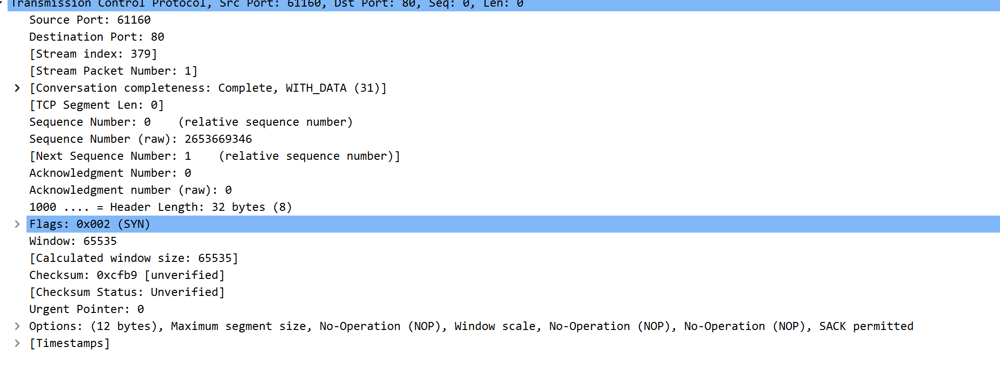 Transmission Control Protocol, Src Port: 61160, Dst Port: 80, Seq: 0, Len: 0
Source Port: 61160
Destination Port: 80
[Stream index: 379]
[Stream Packet Number: 1]
[Conversation completeness: Complete, WITH_DATA (31)]
[TCP Segment Len: 0]
Sequence Number: 0    (relative sequence number)
Sequence Number (raw): 2653669346
[Next Sequence Number: 1    (relative sequence number)]
Acknowledgment Number: 0
Acknowledgment number (raw): 0
1000 .... = Header Length: 32 bytes (8)
Flags: 0x002 (SYN)
Window: 65535
[Calculated window size: 65535]
Checksum: 0xcfb9 [unverified]
[Checksum Status: Unverified]
Urgent Pointer: 0
Options: (12 bytes), Maximum segment size, No-Operation (NOP), Window scale, No-Operation (NOP), No-Operation (NOP), SACK permitted
[Timestamps]